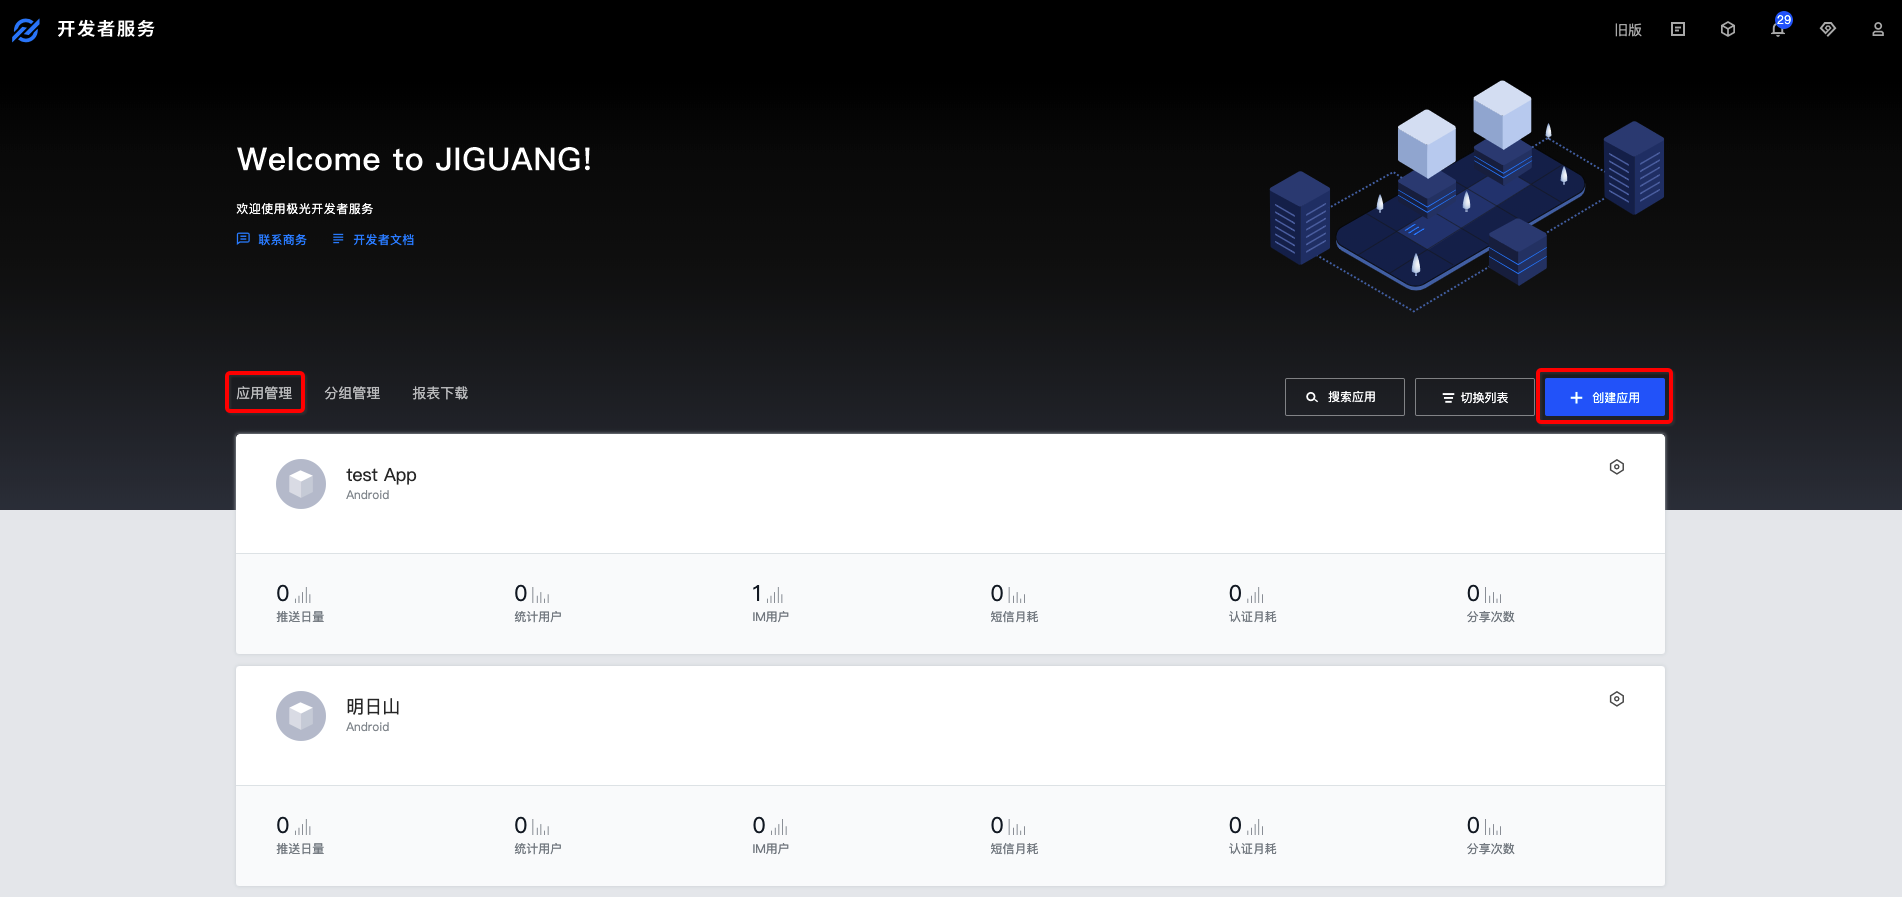 开发者服务
旧版
29
Welcome to JIGUANG!
欢迎使用极光开发者服务
联系商务 开发者文档
应用管理 分组管理 报表下载
搜索应用 切换列表 创建应用
test App
Android
0 0 1 0 0 0
推送日量 统计用户 IM用户 短信月耗 认证月耗 分享次数
明日山
Android
0 0 0 0 0 0
推送日量 统计用户 IM用户 短信月耗 认证月耗 分享次数